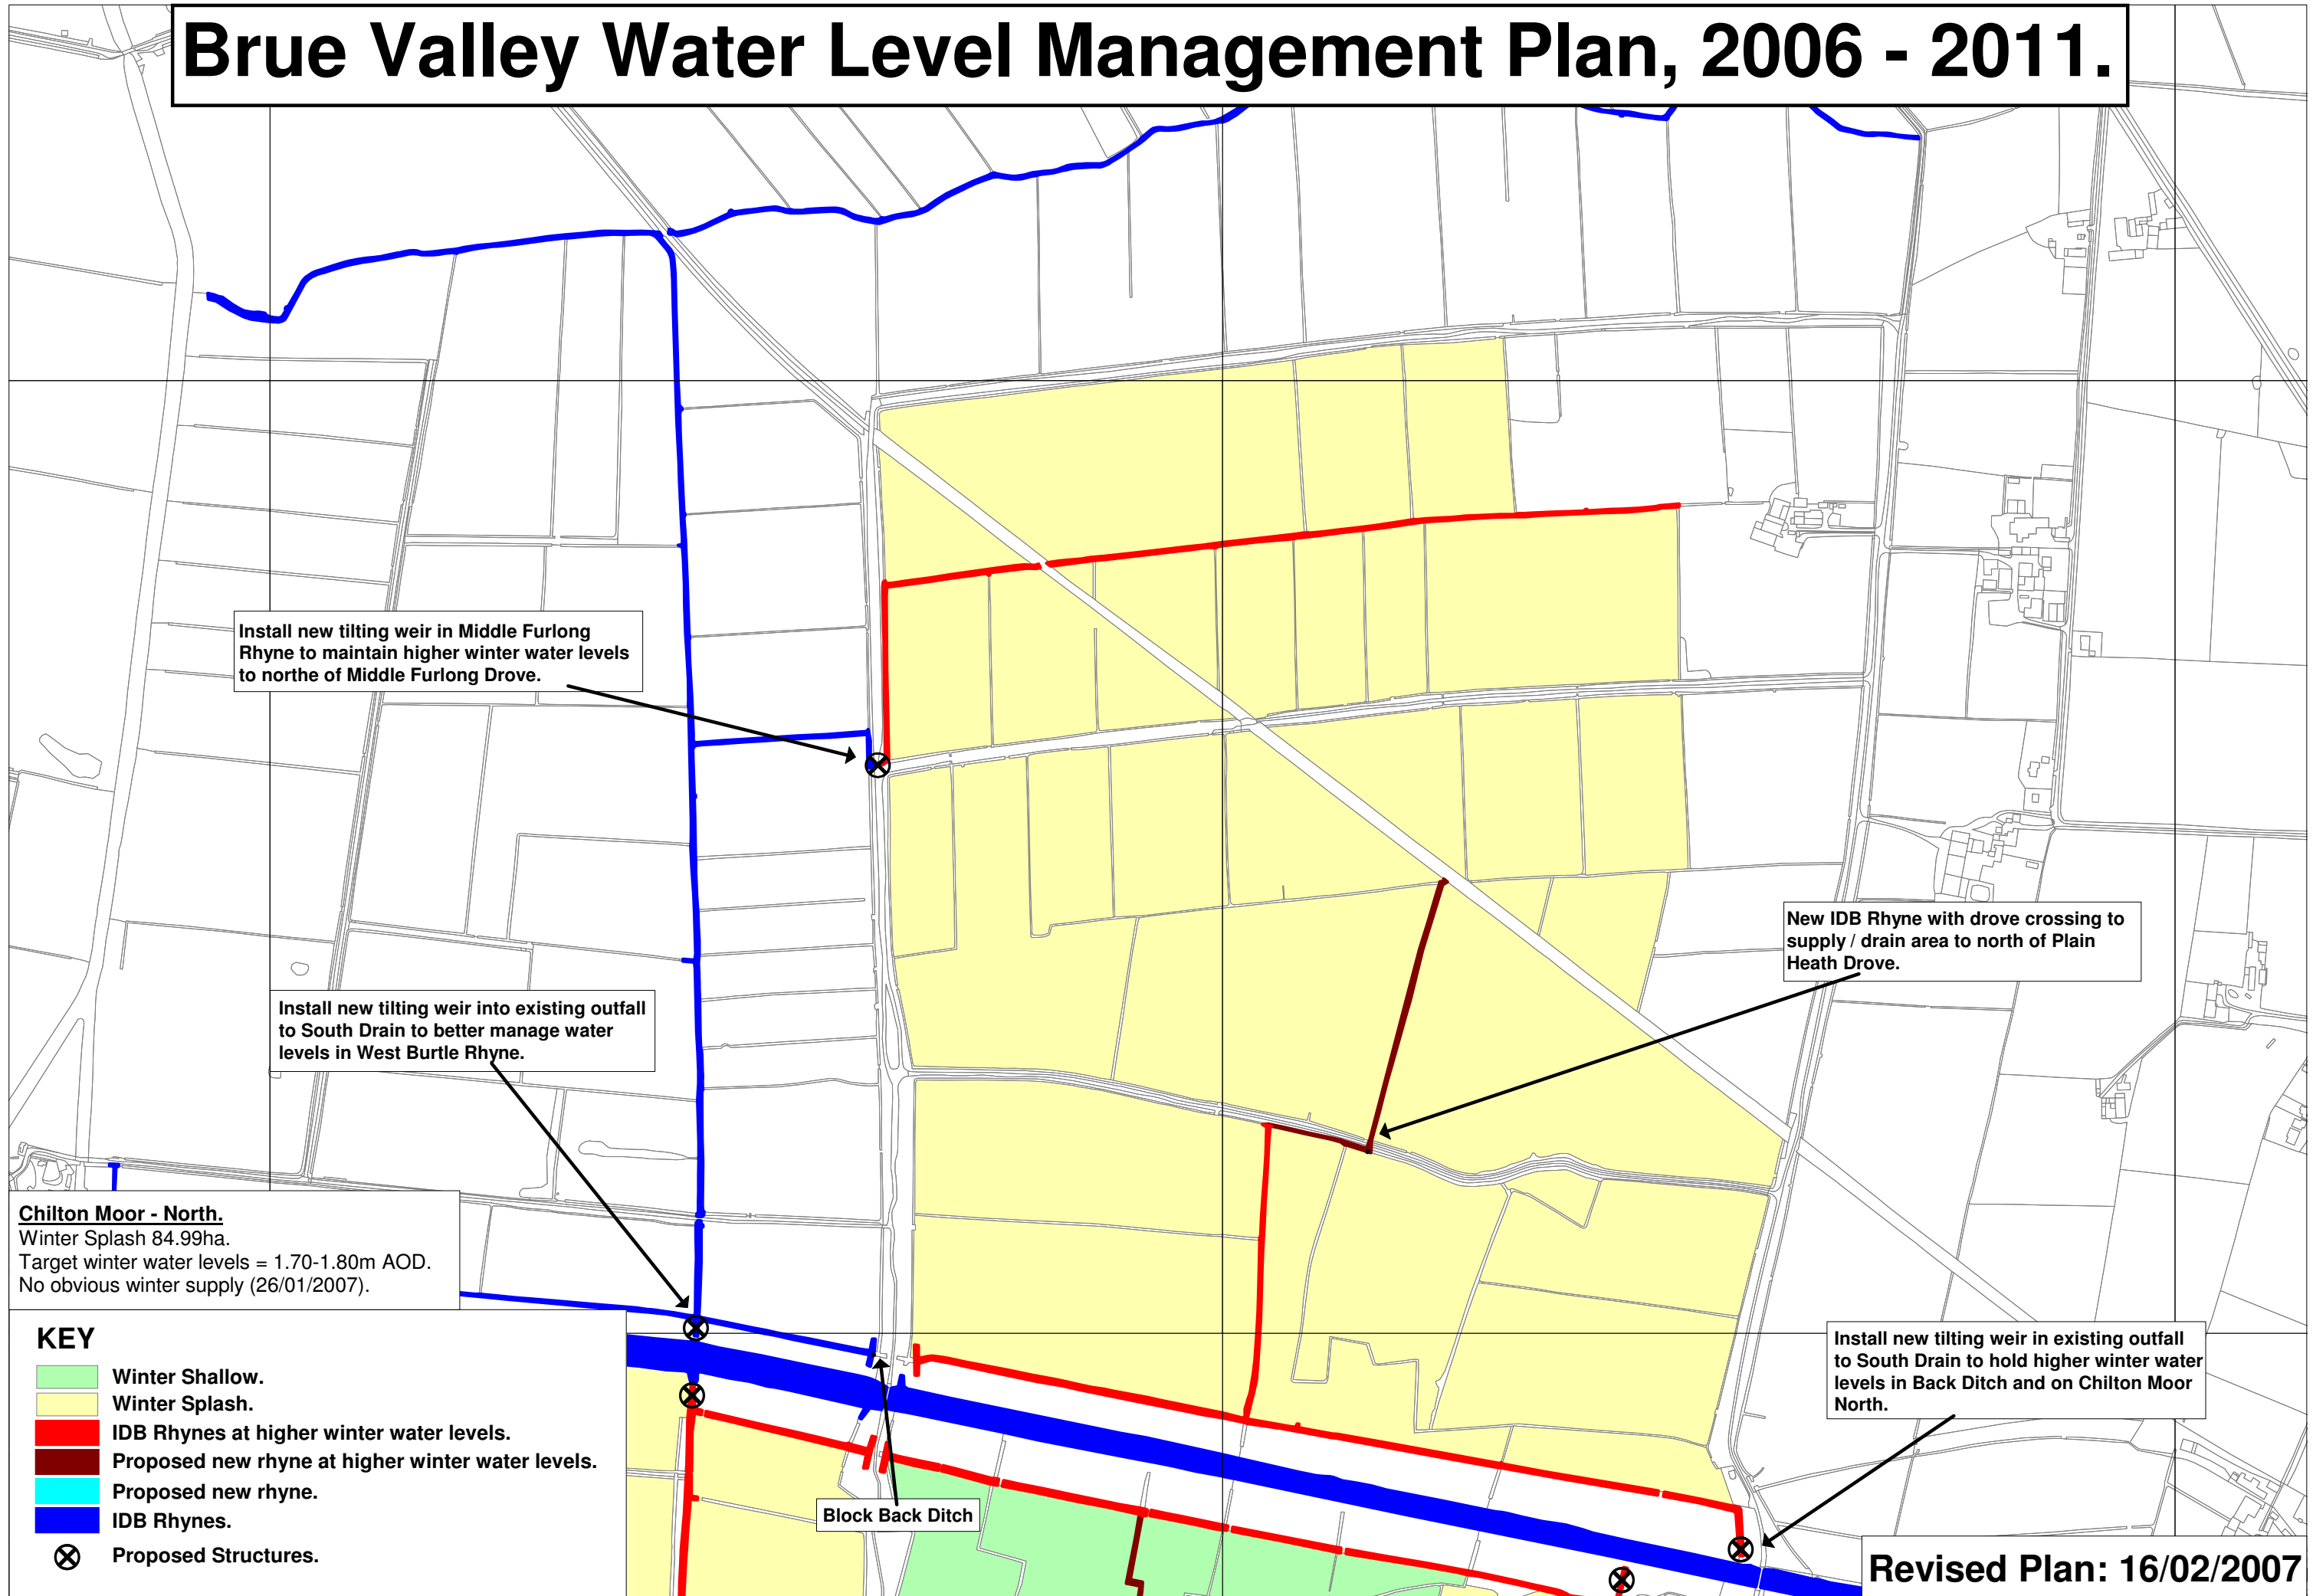 Brue Valley Water Level Management Plan, 2006 - 2011.
Install new tilting weir in Middle Furlong
Rhyne to maintain higher winter water levels
to northe of Middle Furlong Drove.
New IDB Rhyne with drove crossing to
supply / drain area to north of Plain
Heath Drove.
Install new tilting weir into existing outfall
to South Drain to better manage water
levels in West Burtle Rhyne.
Chilton Moor - North.
Winter Splash 84.99ha.
Target winter water levels = 1.70-1.80m AOD.
No obvious winter supply (26/01/2007).
KEY
Winter Shallow.
Winter Splash.
IDB Rhynes at higher winter water levels.
Proposed new rhyne at higher winter water levels.
Proposed new rhyne.
IDB Rhynes.
Proposed Structures.
Install new tilting weir in existing outfall
to South Drain to hold higher winter water
levels in Back Ditch and on Chilton Moor
North.
Block Back Ditch
Revised Plan: 16/02/2007